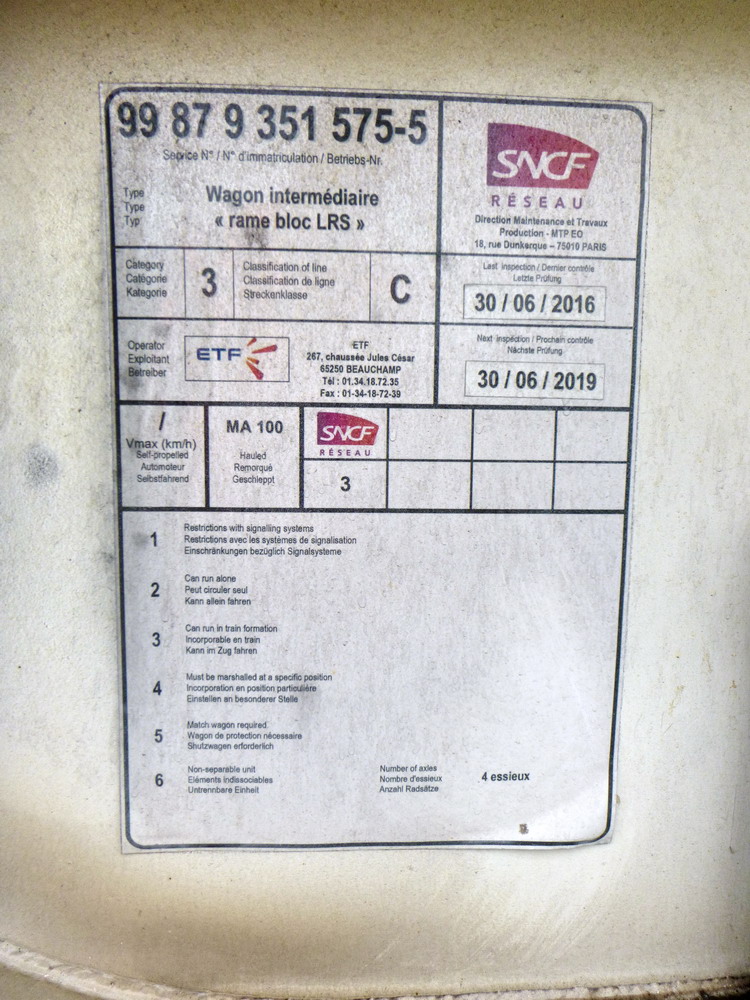 99 87 9 351 575-5
Service N° / N° d'immatriculation / Betriebs-Nr.
Type
Type
Typ
Wagon intermédiaire
« rame bloc LRS »
SNCF
RÉSEAU
Direction Maintenance et Travaux
Production - MTP EO
18, rue Dunkerque – 75010 PARIS
Category
Catégorie
Kategorie
3
Classification of line
Classification de ligne
Streckenklasse
C
Last inspection / Dernier contrôle
Letzte Prüfung
30 / 06 / 2016
Operator
Exploitant
Betreiber
ETF
ETF
267, chaussée Jules César
65250 BEAUCHAMP
Tél : 01.34.18.72.35
Fax : 01-34-18-72-39
Next inspection / Prochain contrôle
Nächste Prüfung
30 / 06 / 2019
/
Vmax (km/h)
Self-propelled
Automoteur
Selbstfahrend
MA 100
Hauled
Remorqué
Geschleppt
SNCF
RÉSEAU
3
1
Restrictions with signalling systems
Restrictions avec les systèmes de signalisation
Einschränkungen bezüglich Signalsysteme
2
Can run alone
Peut circuler seul
Kann allein fahren
3
Can run in train formation
Incorporable en train
Kann im Zug fahren
4
Must be marshalled at a specific position
Incorporation en position particulière
Einstellen an besonderer Stelle
5
Match wagon required
Wagon de protection nécessaire
Shutzwagen erforderlich
6
Non-separable unit
Eléments indissociables
Untrennbare Einheit
Number of axles
Nombre d'essieux
Anzahl Radsätze
4 essieux